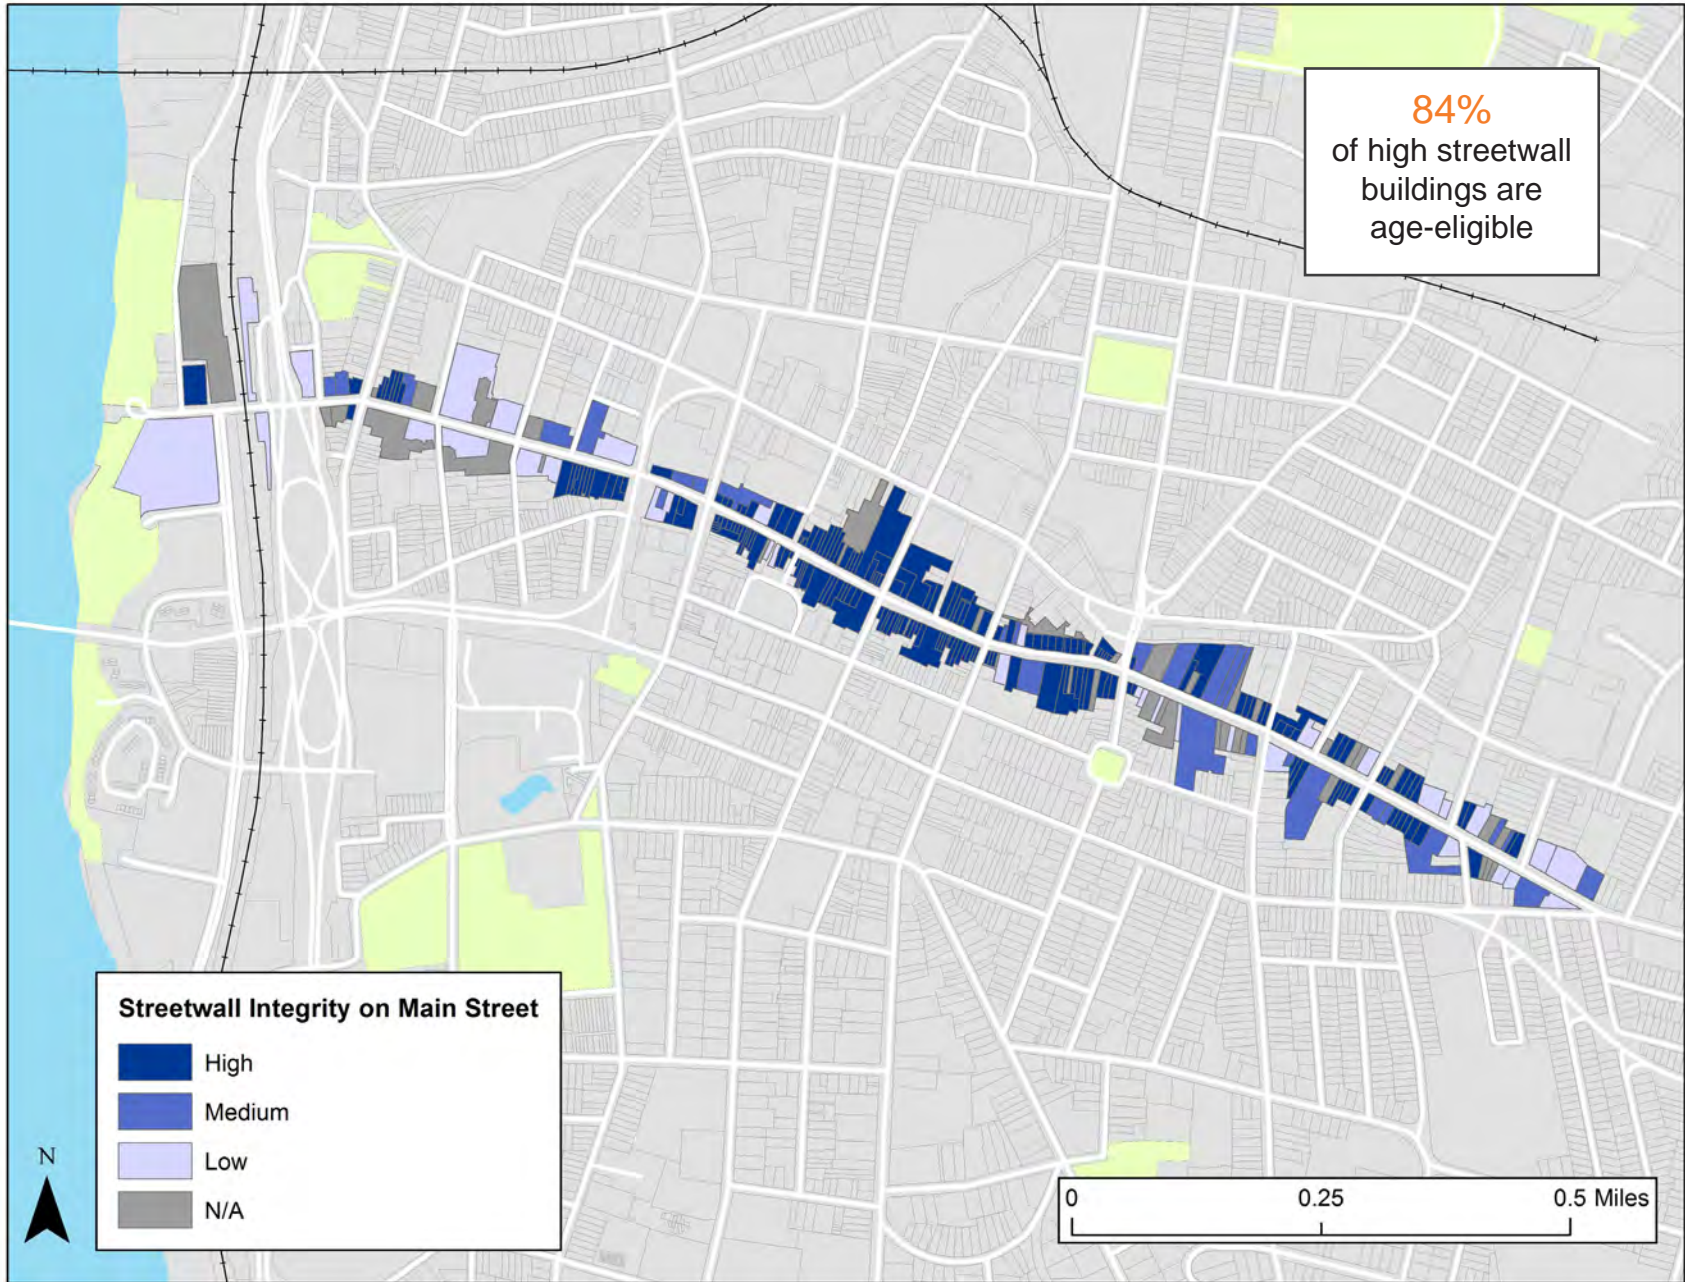 84%
of high streetwall
buildings are
age-eligible
Streetwall Integrity on Main Street
High
Medium
Low
N/A
N
0 0.25 0.5 Miles